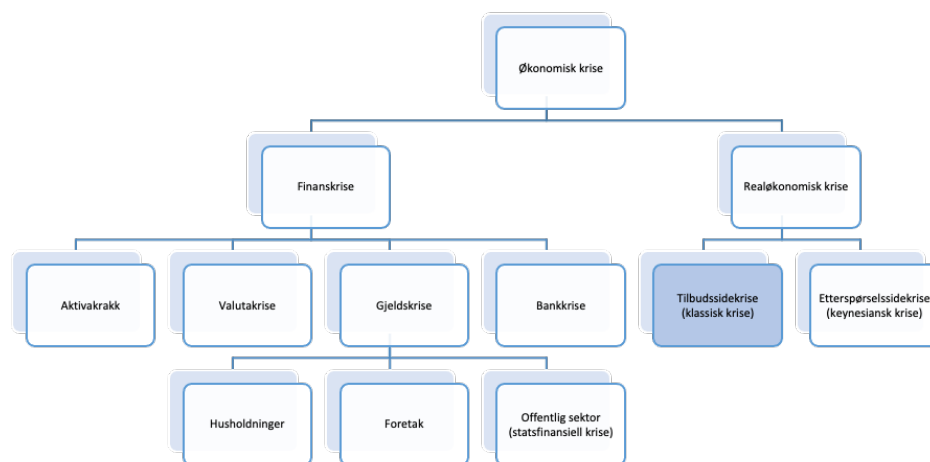 Økonomisk krise
Finanskrise
Realøkonomisk krise
Aktivakrakk
Valutakrise
Gjeldskrise
Bankkrise
Tilbudssidekrise
(klassisk krise)
Etterspørselssidekrise
(keynesiansk krise)
Husholdninger
Foretak
Offentlig sektor
(statsfinansiell krise)